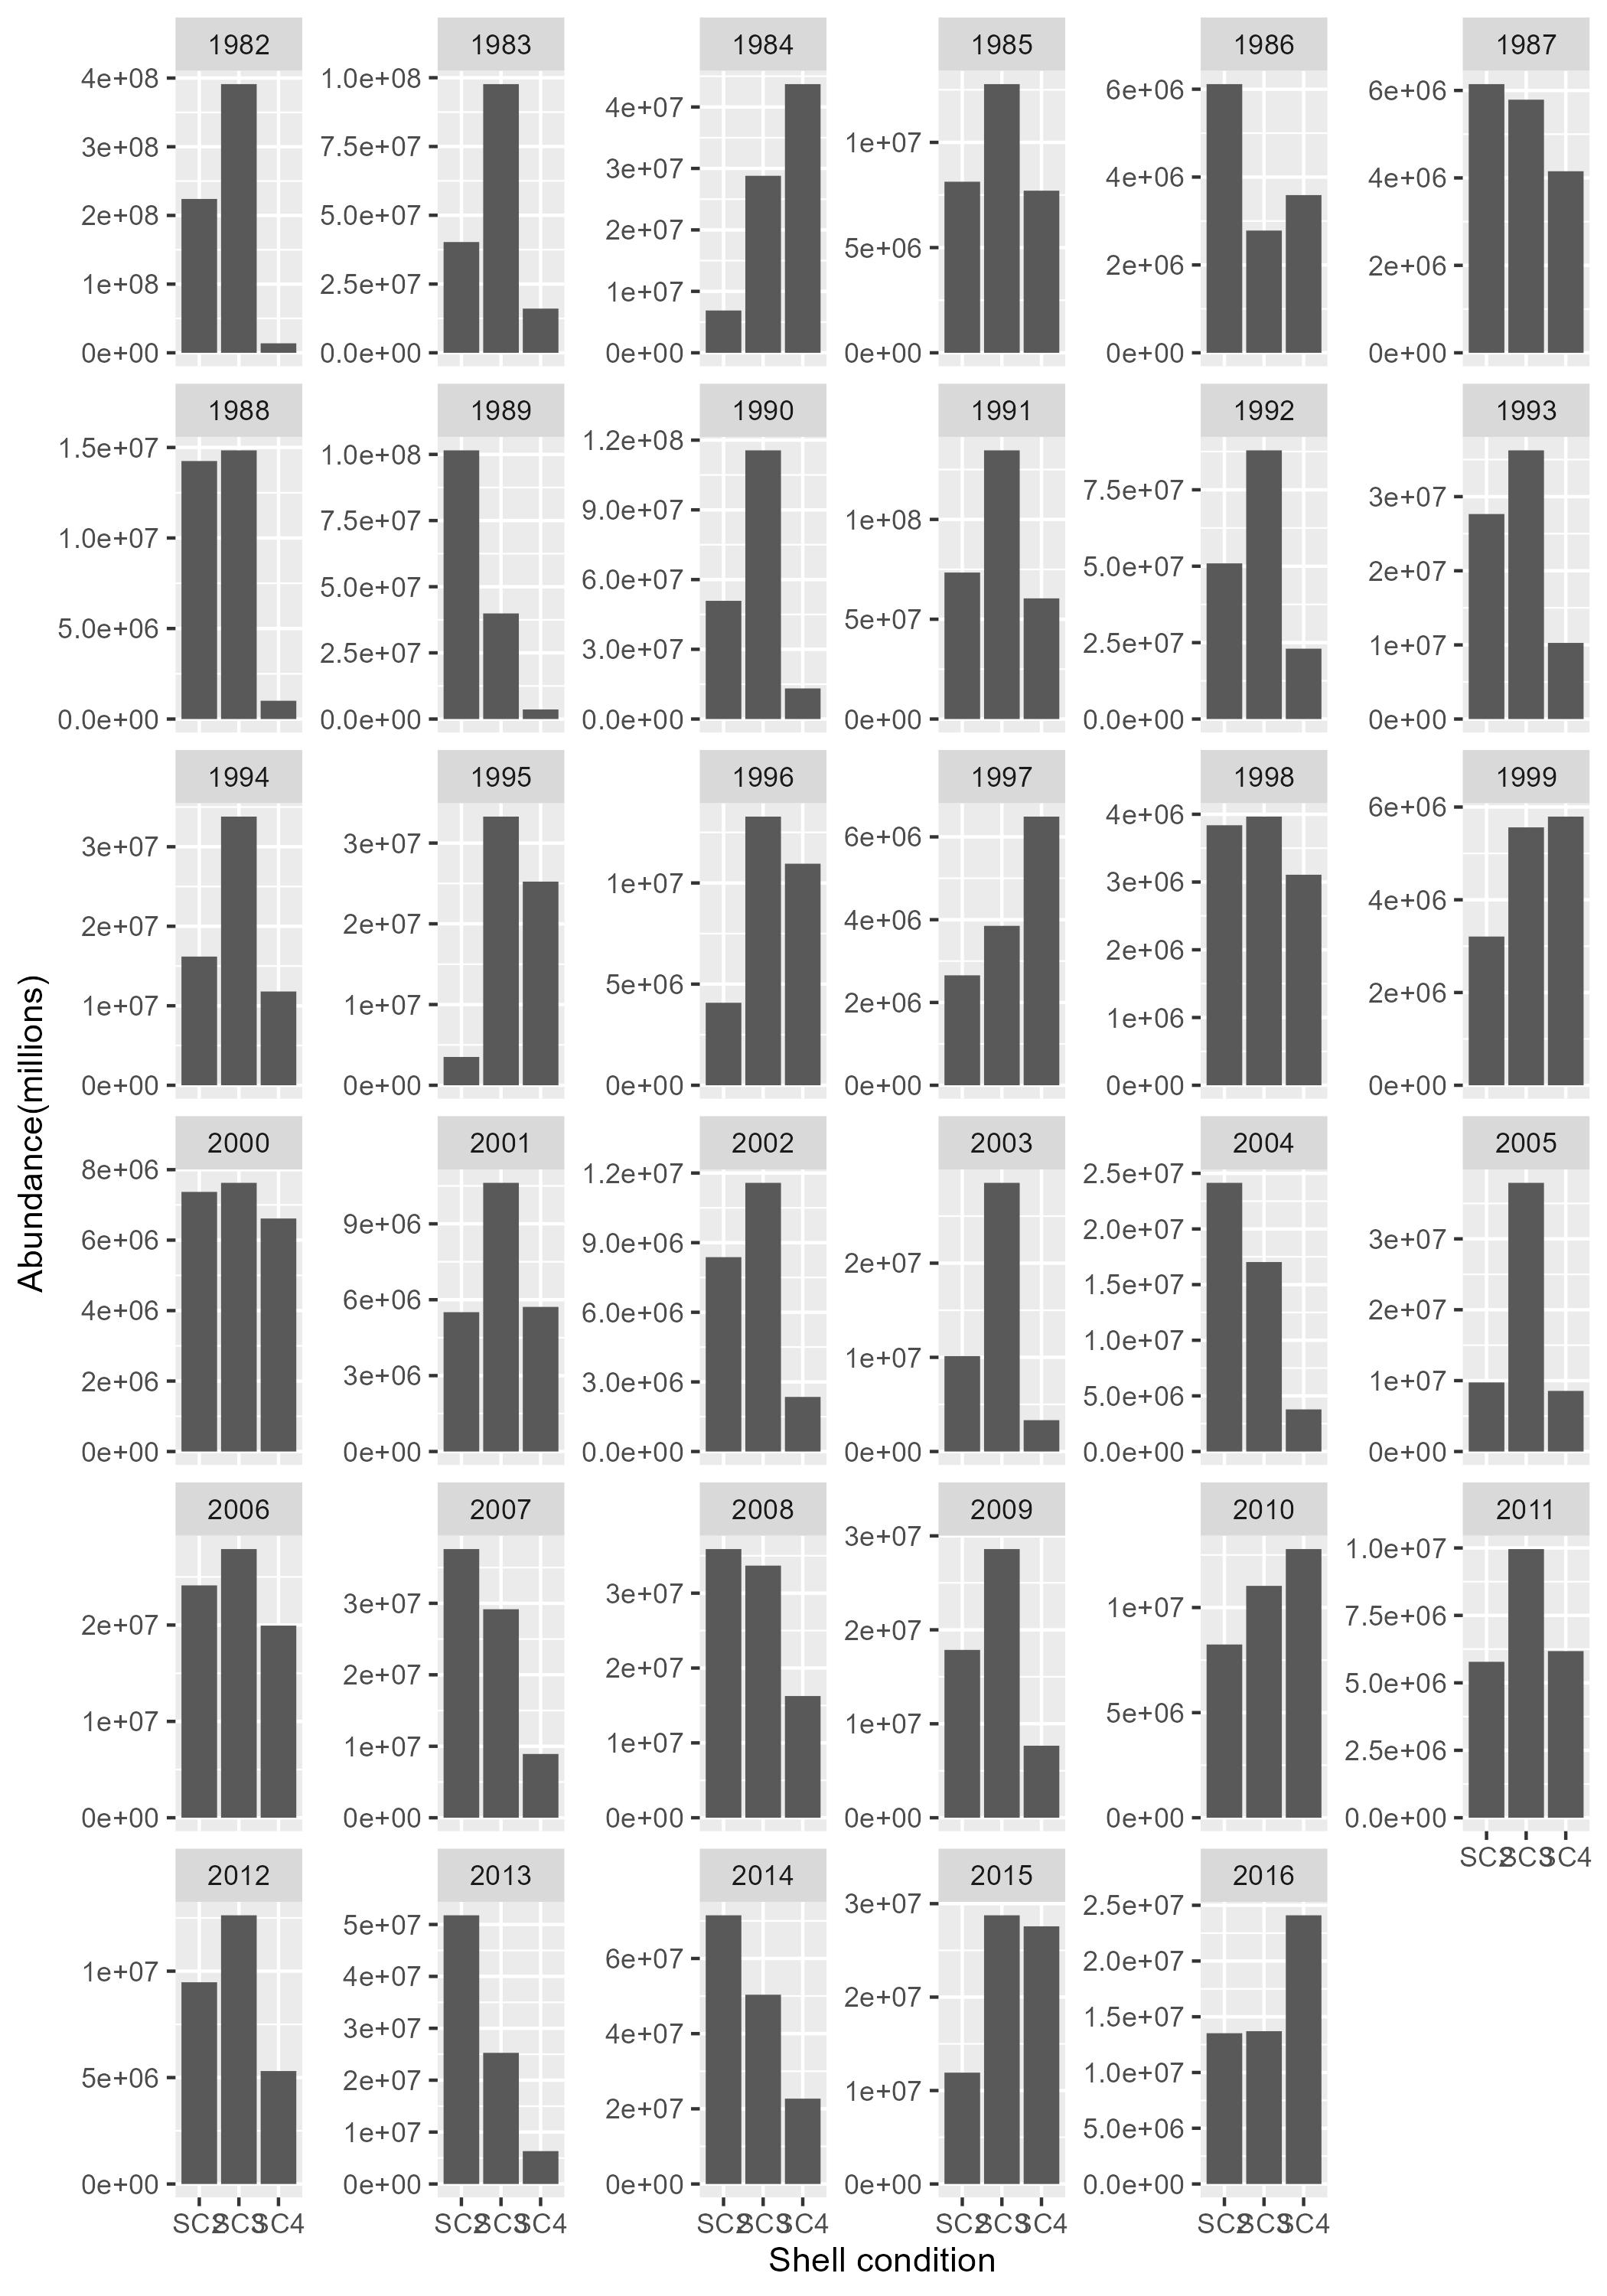 Abundance(millions)
1982
4e+08
3e+08
2e+08
1e+08
0e+00
1983
1.0e+08
7.5e+07
5.0e+07
2.5e+07
0.0e+00
1984
4e+07
3e+07
2e+07
1e+07
0e+00
1985
1e+07
5e+06
0e+00
1986
6e+06
4e+06
2e+06
0e+00
1987
6e+06
4e+06
2e+06
0e+00
1988
1.5e+07
1.0e+07
5.0e+06
0.0e+00
1989
1.0e+08
7.5e+07
5.0e+07
2.5e+07
0.0e+00
1990
1.2e+08
9.0e+07
6.0e+07
3.0e+07
0.0e+00
1991
1e+08
5e+07
0e+00
1992
7.5e+07
5.0e+07
2.5e+07
0.0e+00
1993
3e+07
2e+07
1e+07
0e+00
1994
3e+07
2e+07
1e+07
0e+00
1995
3e+07
2e+07
1e+07
0e+00
1996
1e+07
5e+06
0e+00
1997
6e+06
4e+06
2e+06
0e+00
1998
4e+06
3e+06
2e+06
1e+06
0e+00
1999
6e+06
4e+06
2e+06
0e+00
2000
8e+06
6e+06
4e+06
2e+06
0e+00
2001
9e+06
6e+06
3e+06
0e+00
2002
1.2e+07
9.0e+06
6.0e+06
3.0e+06
0.0e+00
2003
2e+07
1e+07
0e+00
2004
2.5e+07
2.0e+07
1.5e+07
1.0e+07
5.0e+06
0.0e+00
2005
3e+07
2e+07
1e+07
0e+00
2006
2e+07
1e+07
0e+00
2007
3e+07
2e+07
1e+07
0e+00
2008
3e+07
2e+07
1e+07
0e+00
2009
3e+07
2e+07
1e+07
0e+00
2010
1e+07
5e+06
0e+00
2011
1.0e+07
7.5e+06
5.0e+06
2.5e+06
0.0e+00
SC2 SC3 SC4
2012
1e+07
5e+06
0e+00
SC2 SC3 SC4
2013
5e+07
4e+07
3e+07
2e+07
1e+07
0e+00
SC2 SC3 SC4
2014
6e+07
4e+07
2e+07
0e+00
SC2 SC3 SC4
2015
3e+07
2e+07
1e+07
0e+00
SC2 SC3 SC4
2016
2.5e+07
2.0e+07
1.5e+07
1.0e+07
5.0e+06
0.0e+00
SC2 SC3 SC4
Shell condition